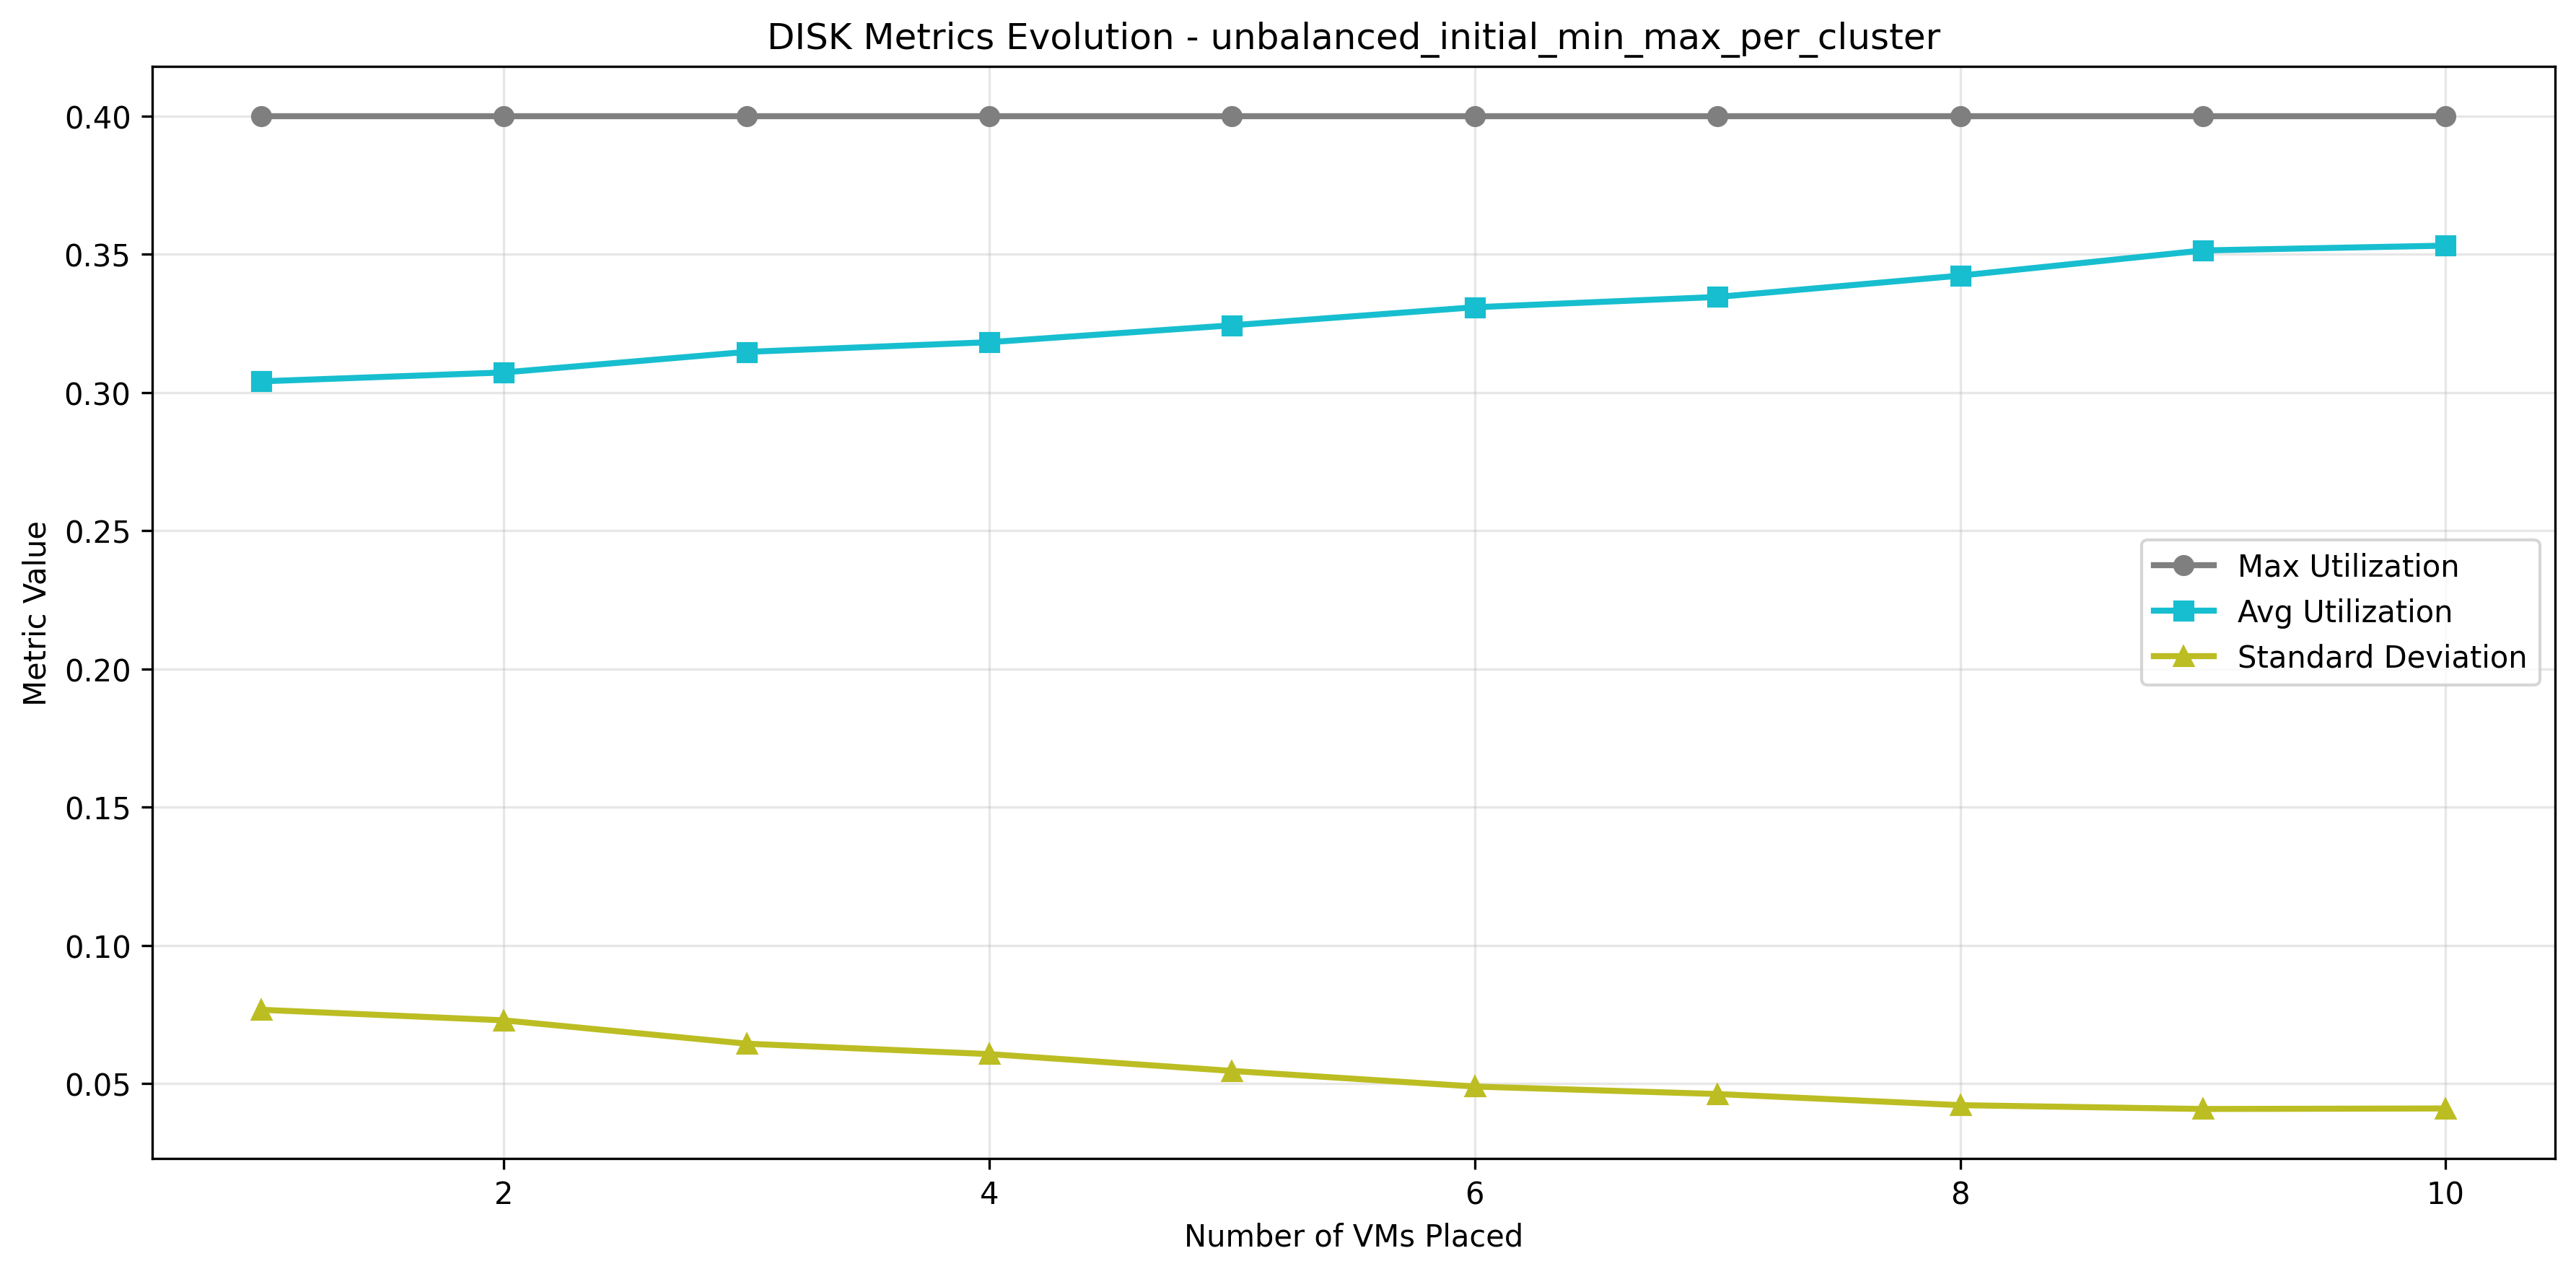 DISK Metrics Evolution - unbalanced_initial_min_max_per_cluster
0.40
0.35
0.30
0.25
0.20
0.15
0.10
0.05
Metric Value
Max Utilization
Avg Utilization
Standard Deviation
2 4 6 8 10
Number of VMs Placed